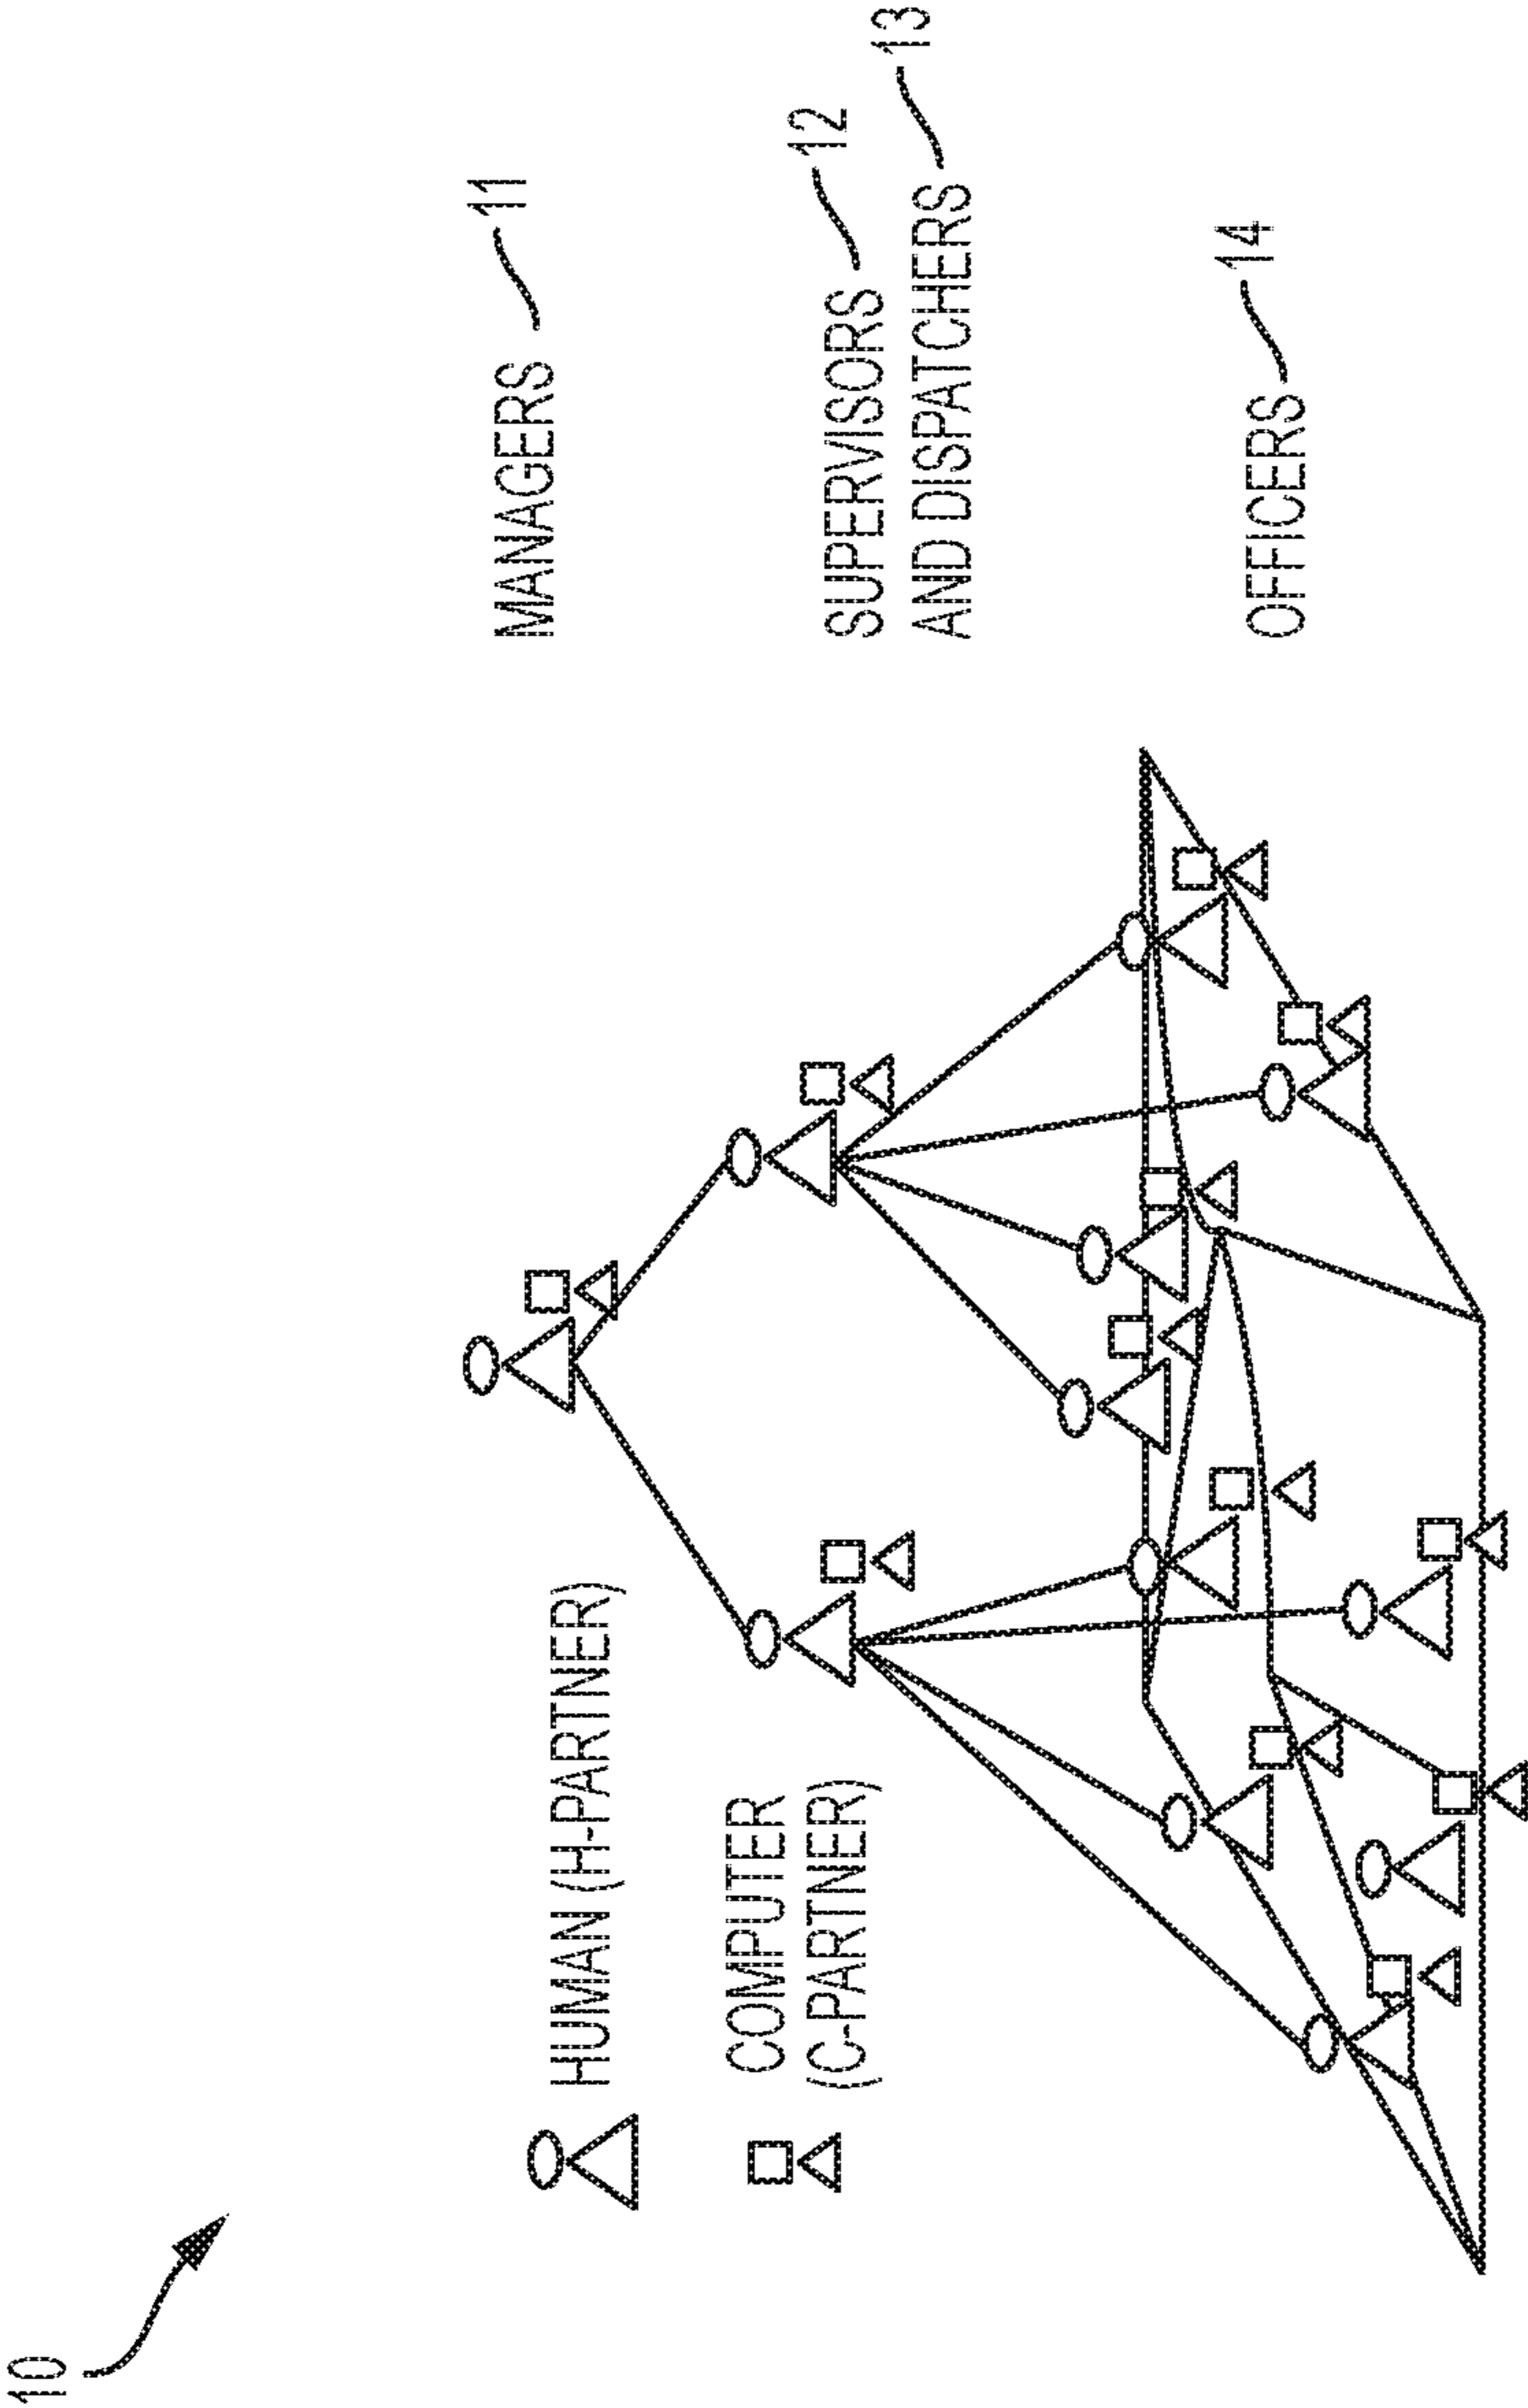 10
HUMAN (H-PARTNER)
COMPUTER
(C-PARTNER)
MANAGERS 11
SUPERVISORS 12
AND DISPATCHERS 13
OFFICERS 14